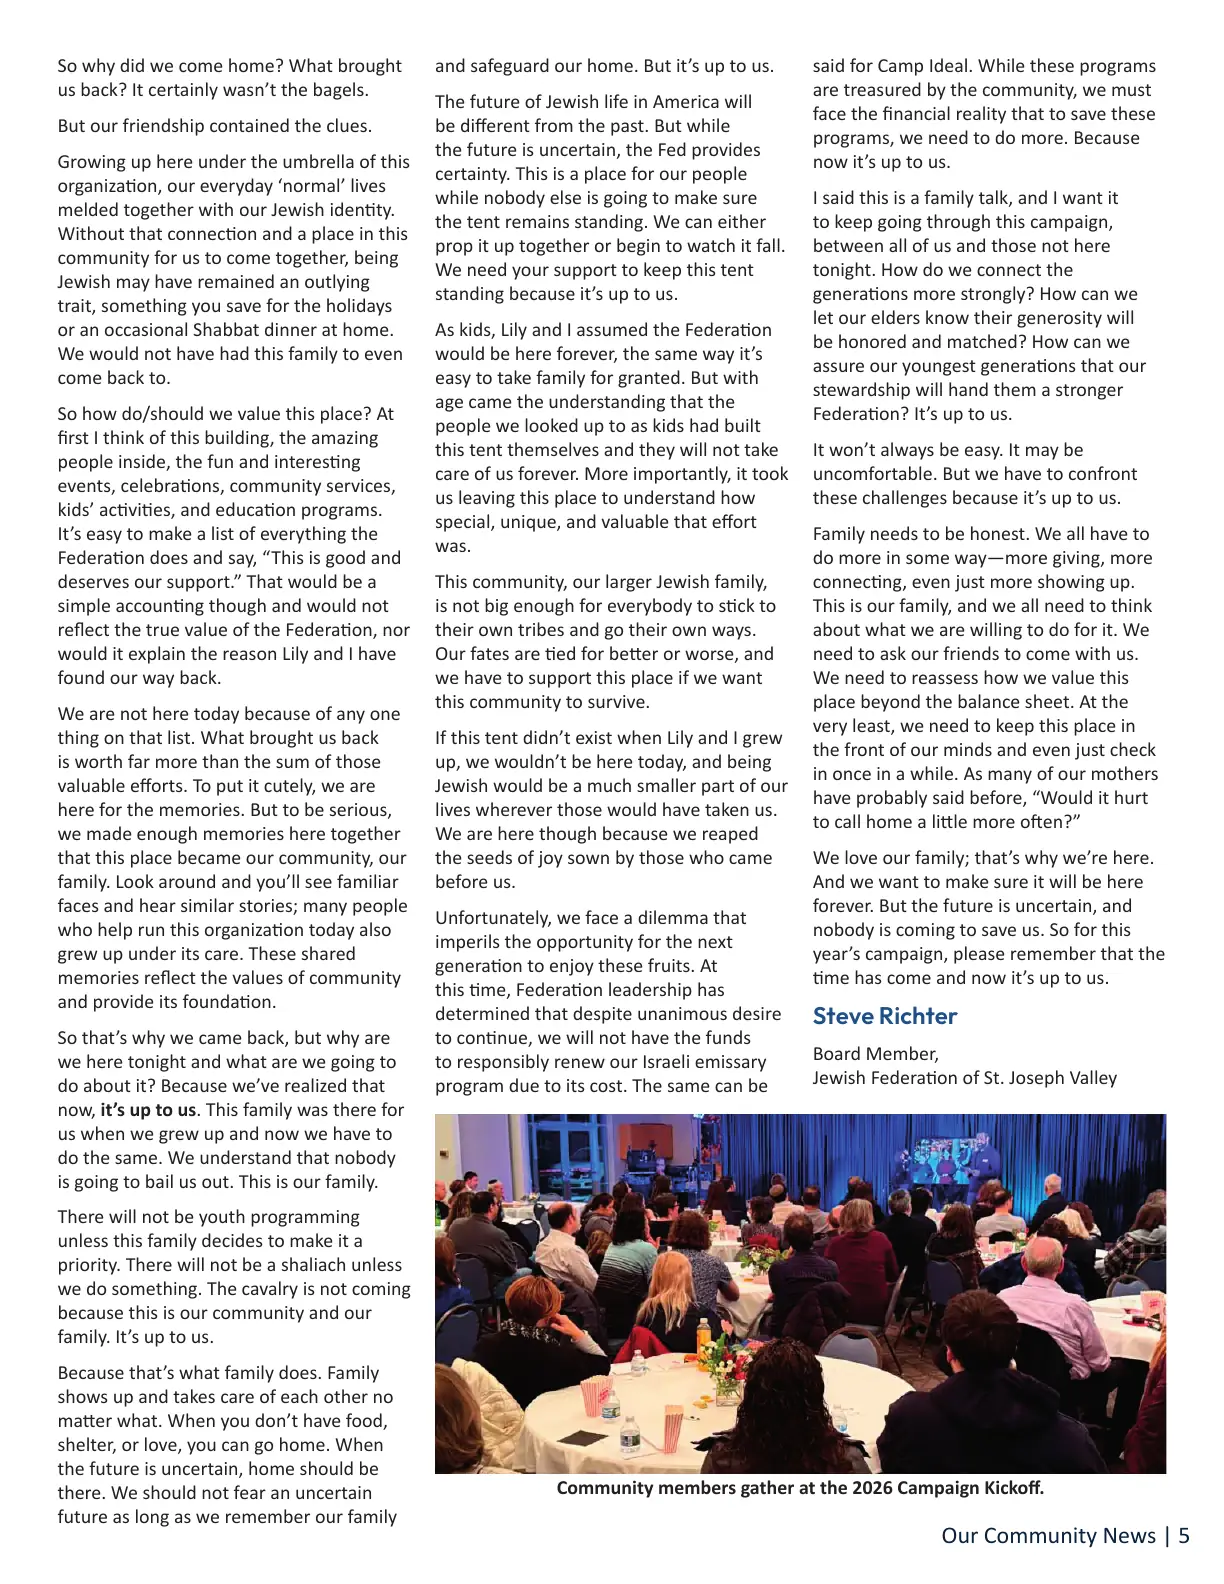 So why did we come home? What brought
us back? It certainly wasn’t the bagels.
But our friendship contained the clues.
Growing up here under the umbrella of this
organization, our everyday ‘normal’ lives
melded together with our Jewish identity.
Without that connection and a place in this
community for us to come together, being
Jewish may have remained an outlying
trait, something you save for the holidays
or an occasional Shabbat dinner at home.
We would not have had this family to even
come back to.
So how do/should we value this place? At
first I think of this building, the amazing
people inside, the fun and interesting
events, celebrations, community services,
kids’ activities, and education programs.
It’s easy to make a list of everything the
Federation does and say, “This is good and
deserves our support.” That would be a
simple accounting though and would not
reflect the true value of the Federation, nor
would it explain the reason Lily and I have
found our way back.
We are not here today because of any one
thing on that list. What brought us back
is worth far more than the sum of those
valuable efforts. To put it cutely, we are
here for the memories. But to be serious,
we made enough memories here together
that this place became our community, our
family. Look around and you’ll see familiar
faces and hear similar stories; many people
who help run this organization today also
grew up under its care. These shared
memories reflect the values of community
and provide its foundation.
So that’s why we came back, but why are
we here tonight and what are we going to
do about it? Because we’ve realized that
now, it’s up to us. This family was there for
us when we grew up and now we have to
do the same. We understand that nobody
is going to bail us out. This is our family.
There will not be youth programming
unless this family decides to make it a
priority. There will not be a shaliach unless
we do something. The cavalry is not coming
because this is our community and our
family. It’s up to us.
Because that’s what family does. Family
shows up and takes care of each other no
matter what. When you don’t have food,
shelter, or love, you can go home. When
the future is uncertain, home should be
there. We should not fear an uncertain
future as long as we remember our family
and safeguard our home. But it’s up to us.
The future of Jewish life in America will
be different from the past. But while
the future is uncertain, the Fed provides
certainty. This is a place for our people
while nobody else is going to make sure
the tent remains standing. We can either
prop it up together or begin to watch it fall.
We need your support to keep this tent
standing because it’s up to us.
As kids, Lily and I assumed the Federation
would be here forever, the same way it’s
easy to take family for granted. But with
age came the understanding that the
people we looked up to as kids had built
this tent themselves and they will not take
care of us forever. More importantly, it took
us leaving this place to understand how
special, unique, and valuable that effort
was.
This community, our larger Jewish family,
is not big enough for everybody to stick to
their own tribes and go their own ways.
Our fates are tied for better or worse, and
we have to support this place if we want
this community to survive.
If this tent didn’t exist when Lily and I grew
up, we wouldn’t be here today, and being
Jewish would be a much smaller part of our
lives wherever those would have taken us.
We are here though because we reaped
the seeds of joy sown by those who came
before us.
Unfortunately, we face a dilemma that
imperils the opportunity for the next
generation to enjoy these fruits. At
this time, Federation leadership has
determined that despite unanimous desire
to continue, we will not have the funds
to responsibly renew our Israeli emissary
program due to its cost. The same can be
said for Camp Ideal. While these programs
are treasured by the community, we must
face the financial reality that to save these
programs, we need to do more. Because
now it’s up to us.
I said this is a family talk, and I want it
to keep going through this campaign,
between all of us and those not here
tonight. How do we connect the
generations more strongly? How can we
let our elders know their generosity will
be honored and matched? How can we
assure our youngest generations that our
stewardship will hand them a stronger
Federation? It’s up to us.
It won’t always be easy. It may be
uncomfortable. But we have to confront
these challenges because it’s up to us.
Family needs to be honest. We all have to
do more in some way—more giving, more
connecting, even just more showing up.
This is our family, and we all need to think
about what we are willing to do for it. We
need to ask our friends to come with us.
We need to reassess how we value this
place beyond the balance sheet. At the
very least, we need to keep this place in
the front of our minds and even just check
in once in a while. As many of our mothers
have probably said before, “Would it hurt
to call home a little more often?”
We love our family; that’s why we’re here.
And we want to make sure it will be here
forever. But the future is uncertain, and
nobody is coming to save us. So for this
year’s campaign, please remember that the
time has come and now it’s up to us.
Steve Richter
Board Member,
Jewish Federation of St. Joseph Valley
Community members gather at the 2026 Campaign Kickoff.
Our Community News | 5